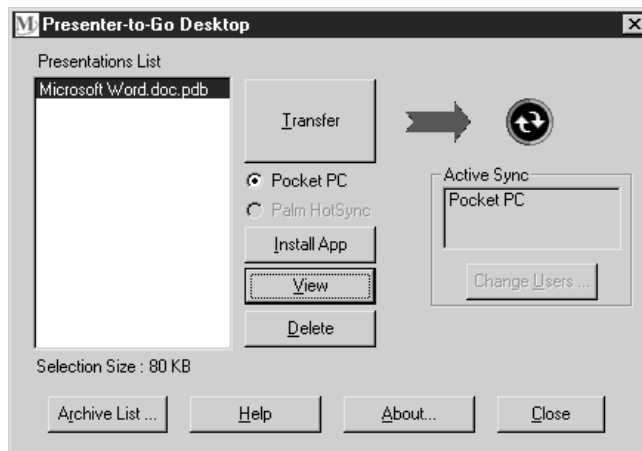 Presenter-to-Go Desktop
Presentations List
Microsoft Word.doc.pdb
Transfer
Pocket PC
Palm HotSync
Install App
View
Delete
Active Sync
Pocket PC
Change Users ...
Selection Size : 80 KB
Archive List ...
Help
About...
Close